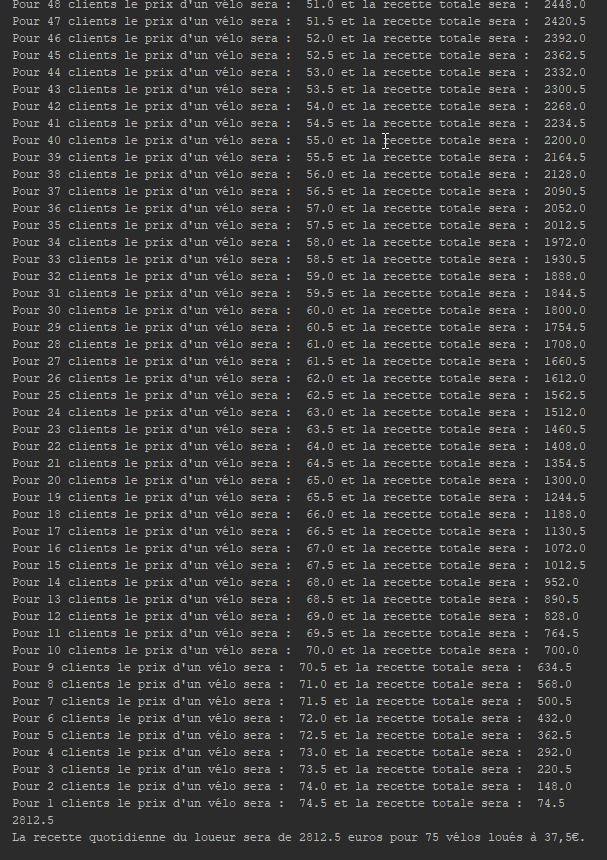 Pour 48 clients le prix d'un vélo sera :  51.0 et la recette totale sera :  2448.0
Pour 47 clients le prix d'un vélo sera :  51.5 et la recette totale sera :  2420.5
Pour 46 clients le prix d'un vélo sera :  52.0 et la recette totale sera :  2392.0
Pour 45 clients le prix d'un vélo sera :  52.5 et la recette totale sera :  2362.5
Pour 44 clients le prix d'un vélo sera :  53.0 et la recette totale sera :  2332.0
Pour 43 clients le prix d'un vélo sera :  53.5 et la recette totale sera :  2300.5
Pour 42 clients le prix d'un vélo sera :  54.0 et la recette totale sera :  2268.0
Pour 41 clients le prix d'un vélo sera :  54.5 et la recette totale sera :  2234.5
Pour 40 clients le prix d'un vélo sera :  55.0 et la recette totale sera :  2200.0
Pour 39 clients le prix d'un vélo sera :  55.5 et la recette totale sera :  2164.5
Pour 38 clients le prix d'un vélo sera :  56.0 et la recette totale sera :  2128.0
Pour 37 clients le prix d'un vélo sera :  56.5 et la recette totale sera :  2090.5
Pour 36 clients le prix d'un vélo sera :  57.0 et la recette totale sera :  2052.0
Pour 35 clients le prix d'un vélo sera :  57.5 et la recette totale sera :  2012.5
Pour 34 clients le prix d'un vélo sera :  58.0 et la recette totale sera :  1972.0
Pour 33 clients le prix d'un vélo sera :  58.5 et la recette totale sera :  1930.5
Pour 32 clients le prix d'un vélo sera :  59.0 et la recette totale sera :  1888.0
Pour 31 clients le prix d'un vélo sera :  59.5 et la recette totale sera :  1844.5
Pour 30 clients le prix d'un vélo sera :  60.0 et la recette totale sera :  1800.0
Pour 29 clients le prix d'un vélo sera :  60.5 et la recette totale sera :  1754.5
Pour 28 clients le prix d'un vélo sera :  61.0 et la recette totale sera :  1708.0
Pour 27 clients le prix d'un vélo sera :  61.5 et la recette totale sera :  1660.5
Pour 26 clients le prix d'un vélo sera :  62.0 et la recette totale sera :  1612.0
Pour 25 clients le prix d'un vélo sera :  62.5 et la recette totale sera :  1562.5
Pour 24 clients le prix d'un vélo sera :  63.0 et la recette totale sera :  1512.0
Pour 23 clients le prix d'un vélo sera :  63.5 et la recette totale sera :  1460.5
Pour 22 clients le prix d'un vélo sera :  64.0 et la recette totale sera :  1408.0
Pour 21 clients le prix d'un vélo sera :  64.5 et la recette totale sera :  1354.5
Pour 20 clients le prix d'un vélo sera :  65.0 et la recette totale sera :  1300.0
Pour 19 clients le prix d'un vélo sera :  65.5 et la recette totale sera :  1244.5
Pour 18 clients le prix d'un vélo sera :  66.0 et la recette totale sera :  1188.0
Pour 17 clients le prix d'un vélo sera :  66.5 et la recette totale sera :  1130.5
Pour 16 clients le prix d'un vélo sera :  67.0 et la recette totale sera :  1072.0
Pour 15 clients le prix d'un vélo sera :  67.5 et la recette totale sera :  1012.5
Pour 14 clients le prix d'un vélo sera :  68.0 et la recette totale sera :  952.0
Pour 13 clients le prix d'un vélo sera :  68.5 et la recette totale sera :  890.5
Pour 12 clients le prix d'un vélo sera :  69.0 et la recette totale sera :  828.0
Pour 11 clients le prix d'un vélo sera :  69.5 et la recette totale sera :  764.5
Pour 10 clients le prix d'un vélo sera :  70.0 et la recette totale sera :  700.0
Pour 9 clients le prix d'un vélo sera :  70.5 et la recette totale sera :  634.5
Pour 8 clients le prix d'un vélo sera :  71.0 et la recette totale sera :  568.0
Pour 7 clients le prix d'un vélo sera :  71.5 et la recette totale sera :  500.5
Pour 6 clients le prix d'un vélo sera :  72.0 et la recette totale sera :  432.0
Pour 5 clients le prix d'un vélo sera :  72.5 et la recette totale sera :  362.5
Pour 4 clients le prix d'un vélo sera :  73.0 et la recette totale sera :  292.0
Pour 3 clients le prix d'un vélo sera :  73.5 et la recette totale sera :  220.5
Pour 2 clients le prix d'un vélo sera :  74.0 et la recette totale sera :  148.0
Pour 1 clients le prix d'un vélo sera :  74.5 et la recette totale sera :  74.5
2812.5
La recette quotidienne du loueur sera de 2812.5 euros pour 75 vélos loués à 37,5€.